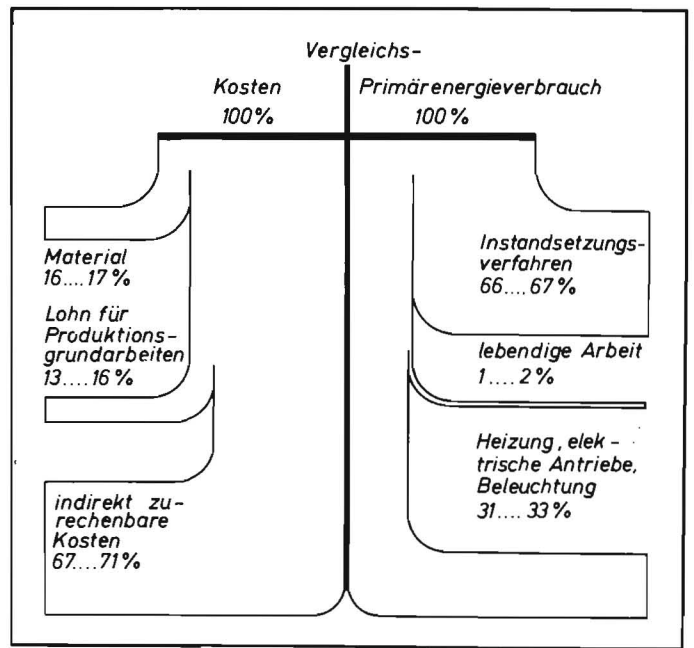 Vergleichs-
Kosten
100%
Primärenergieverbrauch
100%
Material
16....17%
Lohn für
Produktions-
grundarbeiten
13....16%
indirekt zu-
rechenbare
Kosten
67....71%
Instandsetzungs-
verfahren
66....67%
lebendige Arbeit
1....2%
Heizung, elek-
trische Antriebe,
Beleuchtung
31....33%